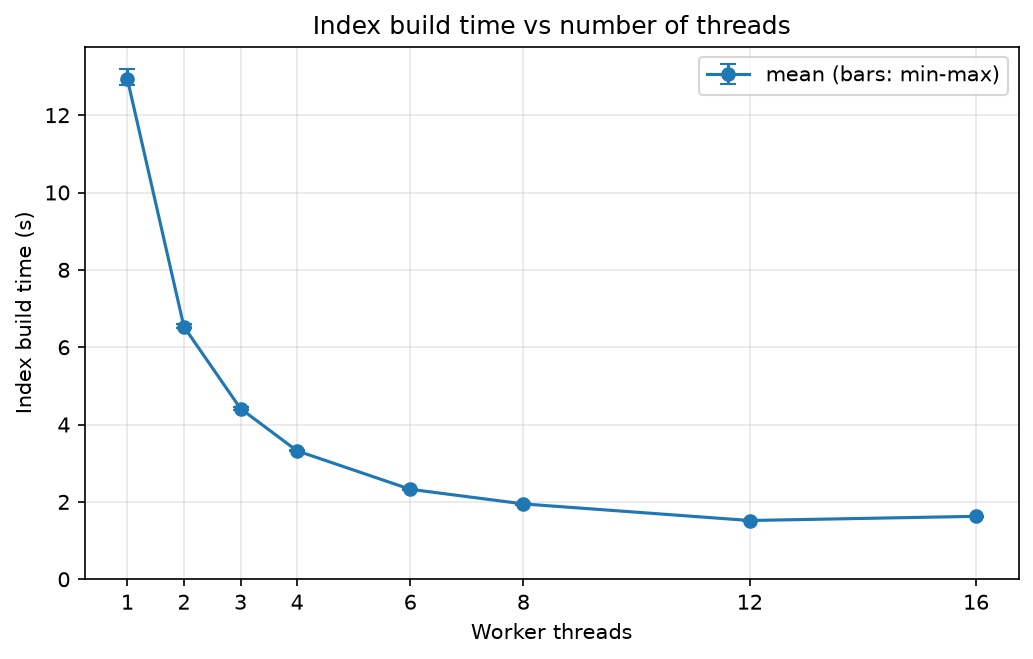 Index build time vs number of threads
mean (bars: min-max)
Index build time (s)
12
10
8
6
4
2
0
1 2 3 4 6 8 12 16
Worker threads